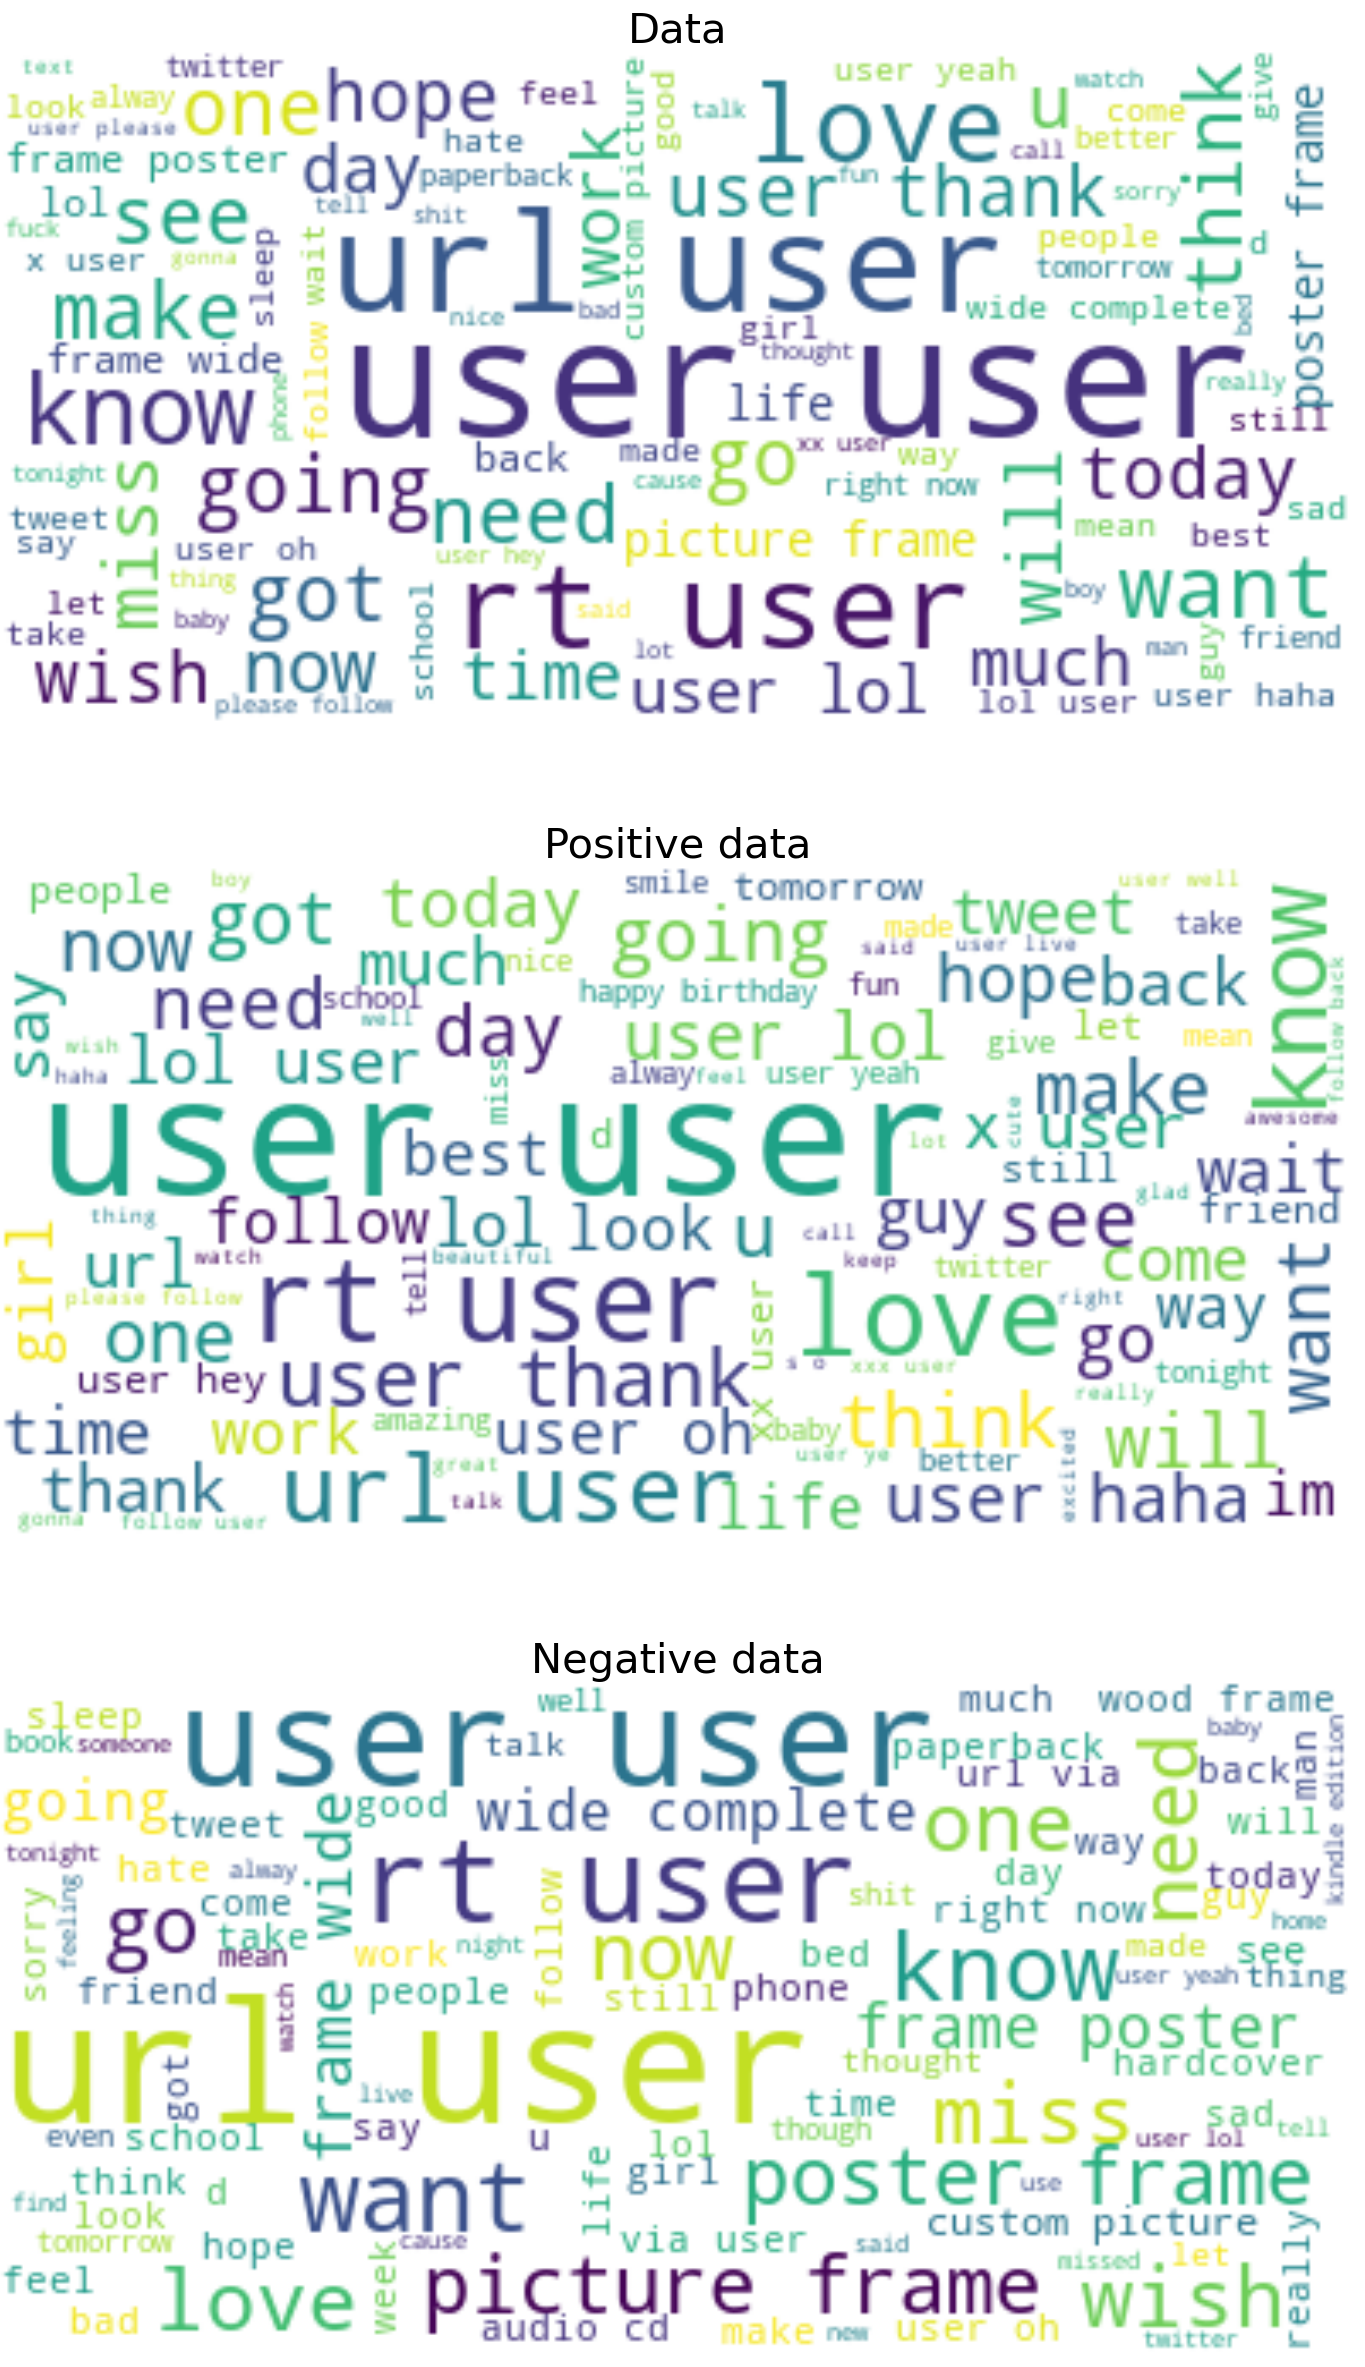 Data
text
twitter
look
alway
one
hope
feel
user please
hate
frame poster
day
paperback
work
custom picture
good
talk
love
user yeah
u
watch
come
better
call
think
give
poster frame
lol
see
tell
shit
fuck
x user
gonna
sleep
follow wait
url user
user thank
fun
sorry
people
d
tomorrow
make
nice
bad
wide complete
bed
girl
thought
frame wide
know
phone
user user
life
really
still
tonight
miss
going
back
made
go
xx user
way
cause
right now
will
today
tweet
say
user oh
need
user hey
picture frame
mean
best
sad
thing
let
baby
got
school
rt user
said
boy
want
take
wish
now
please follow
time
lot
user lol
much
lol user
man
guy
friend
user haha
Positive data
people
boy
got
today
smile
tomorrow
user well
now
much
nice
going
made
tweet
take
said
user live
know
say
need
school
well
day
happy birthday
fun
hope
back
follow back
wish
haha
lol user
user lol
give
let
mean
miss
alway
feel
user yeah
make
user user
best
d
lot
x user
cute
awesome
still
wait
glad
friend
girl
thing
follow
lol
look
u
call
guy
see
url
watch
tell
beautiful
keep
twitter
come
want
please follow
one
rt user
xx user
love
right
way
go
user hey
user thank
s o
xxx user
tonight
really
time
work
amazing
user oh
baby
think
will
user ye
better
excited
thank
url user
great
talk
life
user haha
im
gonna
follow user
Negative data
sleep
book
someone
user user
well
talk
much
wood frame
paperback
url via
baby
back
man
kindle edition
need
going
tweet
frame wide
good
wide complete
one
way
will
tonight
hate
alway
rt user
shit
day
today
sorry
feeling
go
come
take
mean
work
night
follow
now
bed
right now
guy
home
know
made
see
friend
watch
people
still
phone
user yeah
thing
url user
got
live
frame poster
thought
hardcover
time
even
school
say
u
lol
though
miss
sad
tell
user lol
think
d
want
life
girl
poster frame
use
find
look
tomorrow
hope
cause
via user
said
custom picture
really
feel
bad
love
week
picture frame
missed
let
wish
audio cd
make
new
user oh
twitter